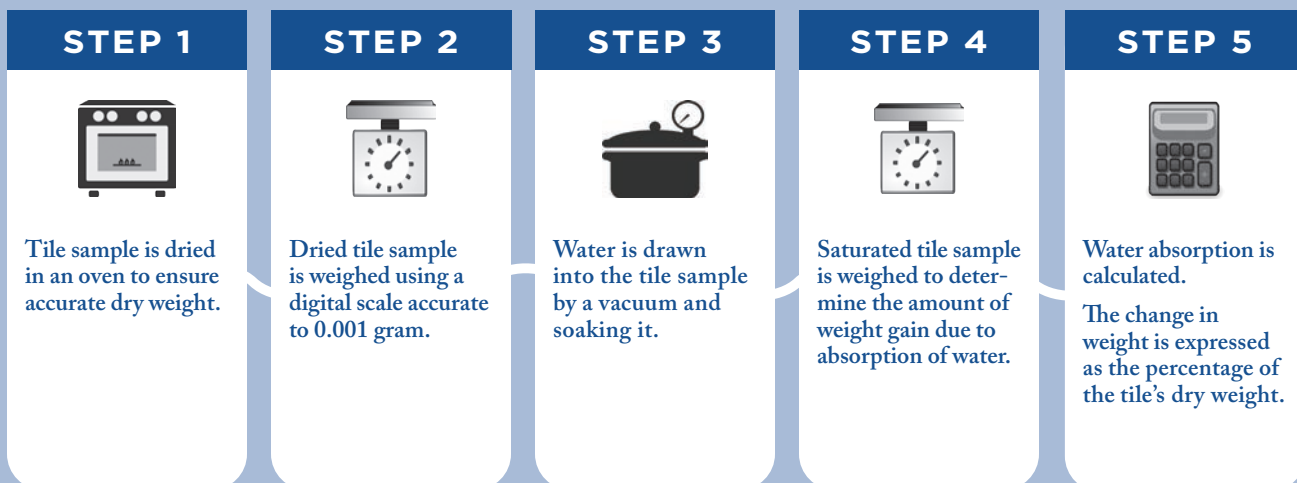 STEP 1
Tile sample is dried
in an oven to ensure
accurate dry weight.
STEP 2
Dried tile sample
is weighed using a
digital scale accurate
to 0.001 gram.
STEP 3
Water is drawn
into the tile sample
by a vacuum and
soaking it.
STEP 4
Saturated tile sample
is weighed to deter-
mine the amount of
weight gain due to
absorption of water.
STEP 5
Water absorption is
calculated.
The change in
weight is expressed
as the percentage of
the tile’s dry weight.